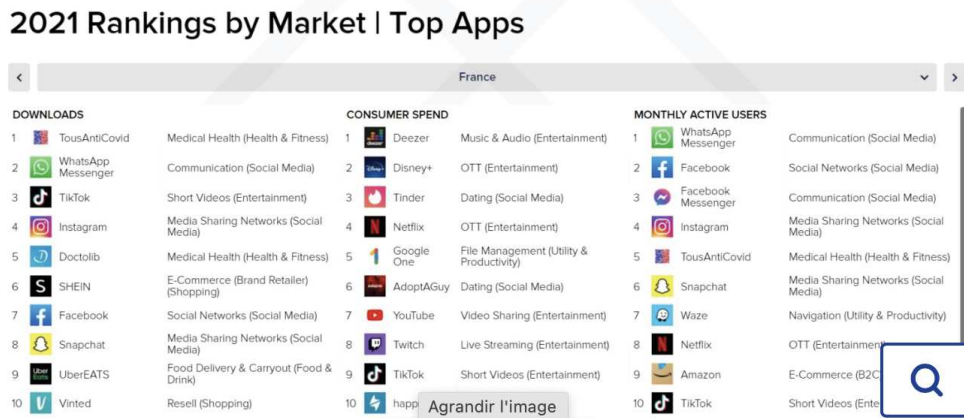 2021 Rankings by Market | Top Apps
France
DOWNLOADS
1 TousAntiCovid Medical Health (Health & Fitness)
2 WhatsApp Messenger Communication (Social Media)
3 TikTok Short Videos (Entertainment)
4 Instagram Media Sharing Networks (Social Media)
5 Doctolib Medical Health (Health & Fitness)
6 SHEIN E-Commerce (Brand Retailer) (Shopping)
7 Facebook Social Networks (Social Media)
8 Snapchat Media Sharing Networks (Social Media)
9 UberEATS Food Delivery & Carryout (Food & Drink)
10 Vinted Resell (Shopping)
CONSUMER SPEND
1 Deezer Music & Audio (Entertainment)
2 Disney+ OTT (Entertainment)
3 Tinder Dating (Social Media)
4 Netflix OTT (Entertainment)
5 Google One File Management (Utility & Productivity)
6 AdoptAGuy Dating (Social Media)
7 YouTube Video Sharing (Entertainment)
8 Twitch Live Streaming (Entertainment)
9 TikTok Short Videos (Entertainment)
10 happ
MONTHLY ACTIVE USERS
1 WhatsApp Messenger Communication (Social Media)
2 Facebook Social Networks (Social Media)
3 Facebook Messenger Communication (Social Media)
4 Instagram Media Sharing Networks (Social Media)
5 TousAntiCovid Medical Health (Health & Fitness)
6 Snapchat Media Sharing Networks (Social Media)
7 Waze Navigation (Utility & Productivity)
8 Netflix OTT (Entertainment
9 Amazon E-Commerce (B2C
10 TikTok Short Videos (Ente
Agrandir l'image